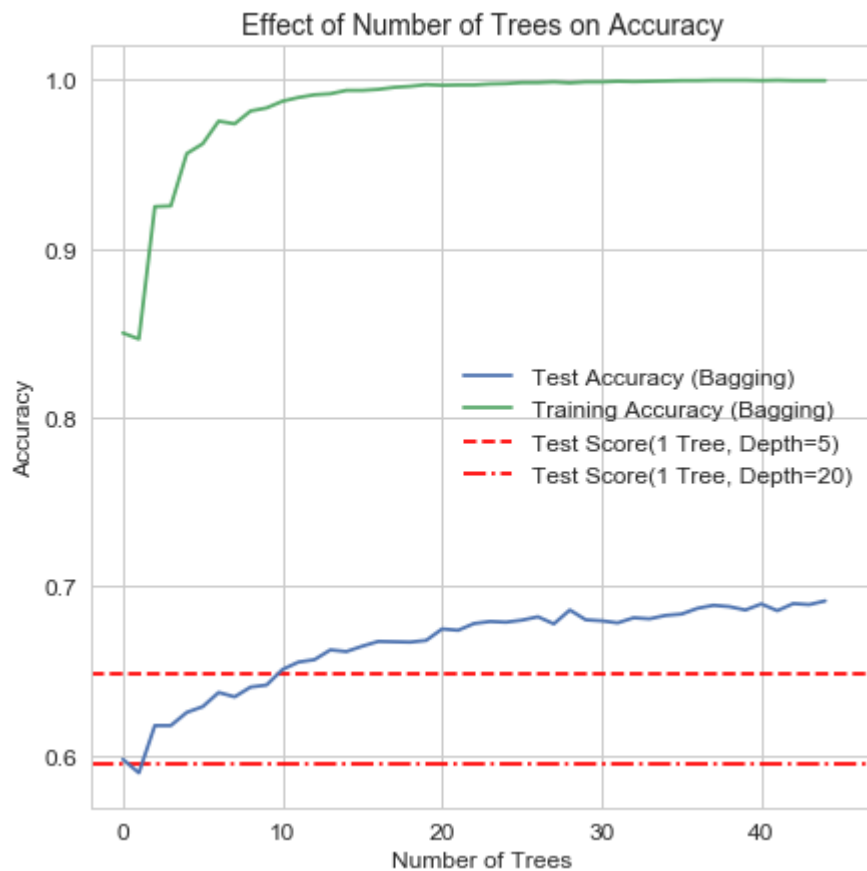 Effect of Number of Trees on Accuracy
1.0
0.9
0.8
0.7
0.6
Accuracy
Test Accuracy (Bagging)
Training Accuracy (Bagging)
Test Score(1 Tree, Depth=5)
Test Score(1 Tree, Depth=20)
0 10 20 30 40
Number of Trees